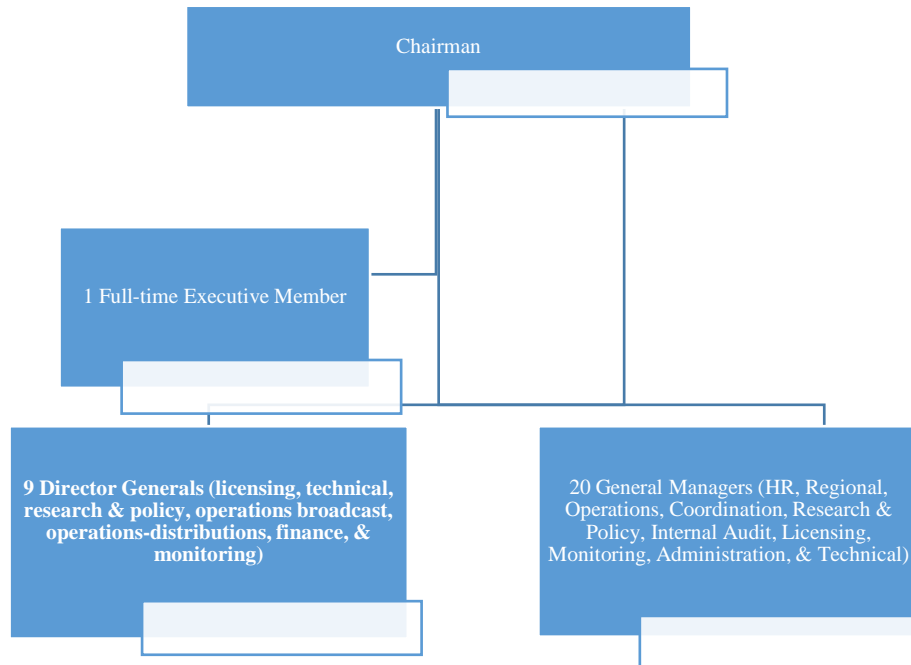 Chairman
1 Full-time Executive Member
9 Director Generals (licensing, technical,
research & policy, operations broadcast,
operations-distributions, finance, &
monitoring)
20 General Managers (HR, Regional,
Operations, Coordination, Research &
Policy, Internal Audit, Licensing,
Monitoring, Administration, & Technical)